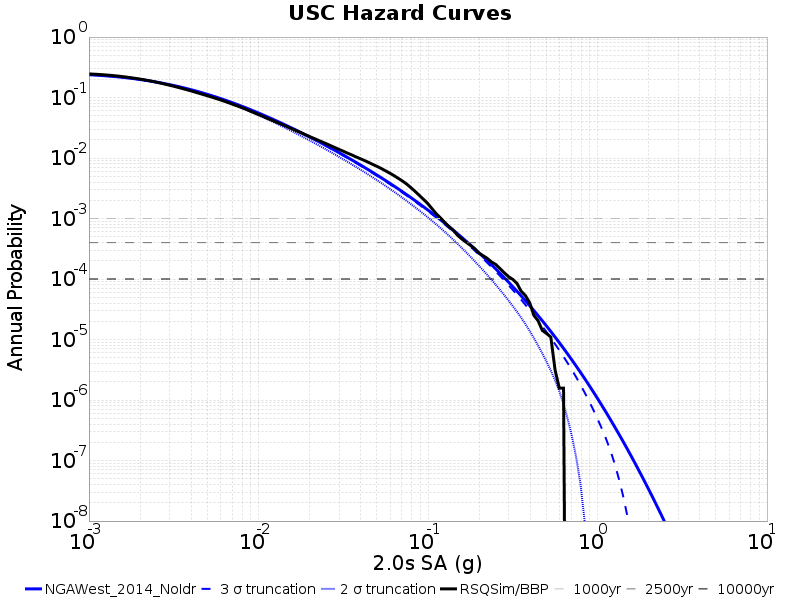 USC Hazard Curves
10^0
10^-1
10^-2
10^-3
10^-4
10^-5
10^-6
10^-7
10^-8
Annual Probability
10^-3 10^-2 10^-1 10^0 10^1
2.0s SA (g)
NGAWest_2014_NoIdr 3 σ truncation 2 σ truncation RSQSim/BBP 1000yr 2500yr 10000yr